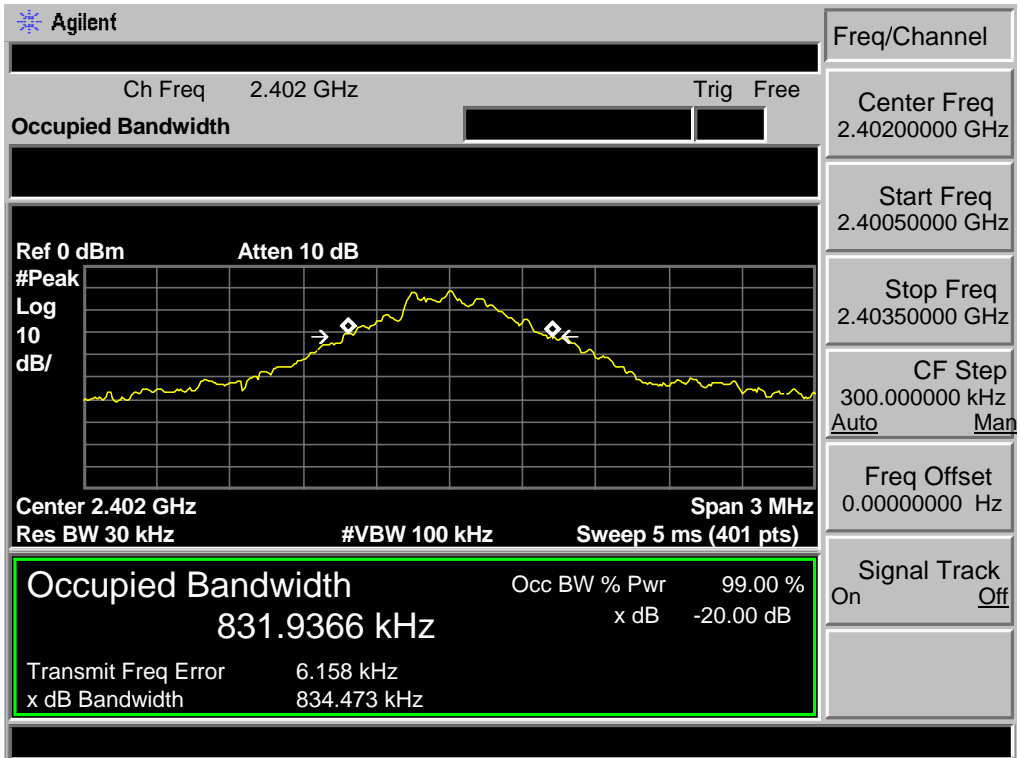 Agilent
Freq/Channel
Ch Freq 2.402 GHz Trig Free
Occupied Bandwidth
Center Freq
2.40200000 GHz
Start Freq
2.40050000 GHz
Ref 0 dBm Atten 10 dB
#Peak
Log
10
dB/
Stop Freq
2.40350000 GHz
CF Step
300.000000 kHz
Auto Man
Freq Offset
0.00000000 Hz
Center 2.402 GHz Span 3 MHz
Res BW 30 kHz #VBW 100 kHz Sweep 5 ms (401 pts)
Signal Track
On Off
Occupied Bandwidth Occ BW % Pwr 99.00 %
831.9366 kHz x dB -20.00 dB
Transmit Freq Error 6.158 kHz
x dB Bandwidth 834.473 kHz